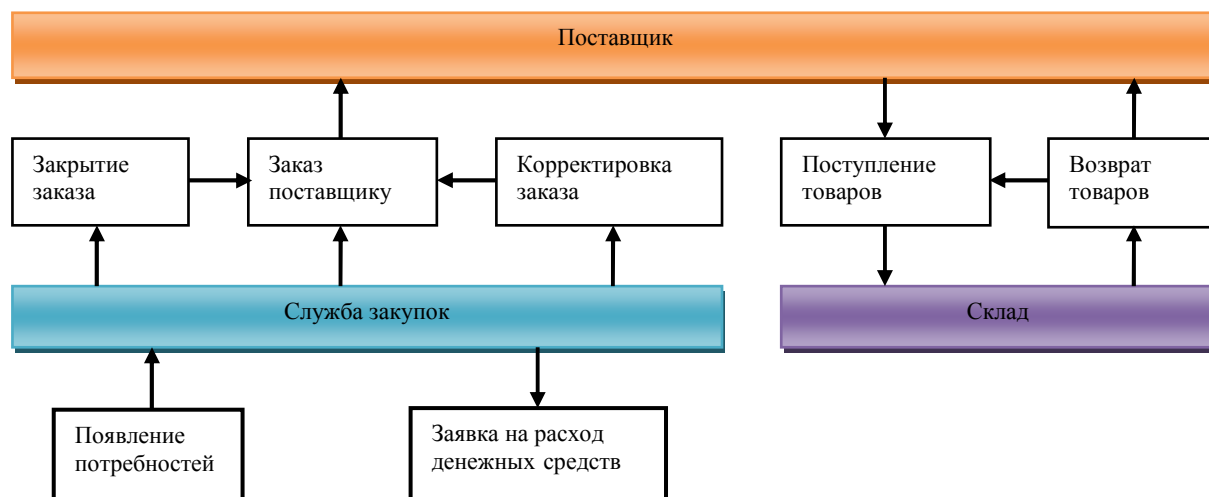 Поставщик
Закрытие
заказа
Заказ
поставщику
Корректировка
заказа
Поступление
товаров
Возврат
товаров
Служба закупок
Склад
Появление
потребностей
Заявка на расход
денежных средств